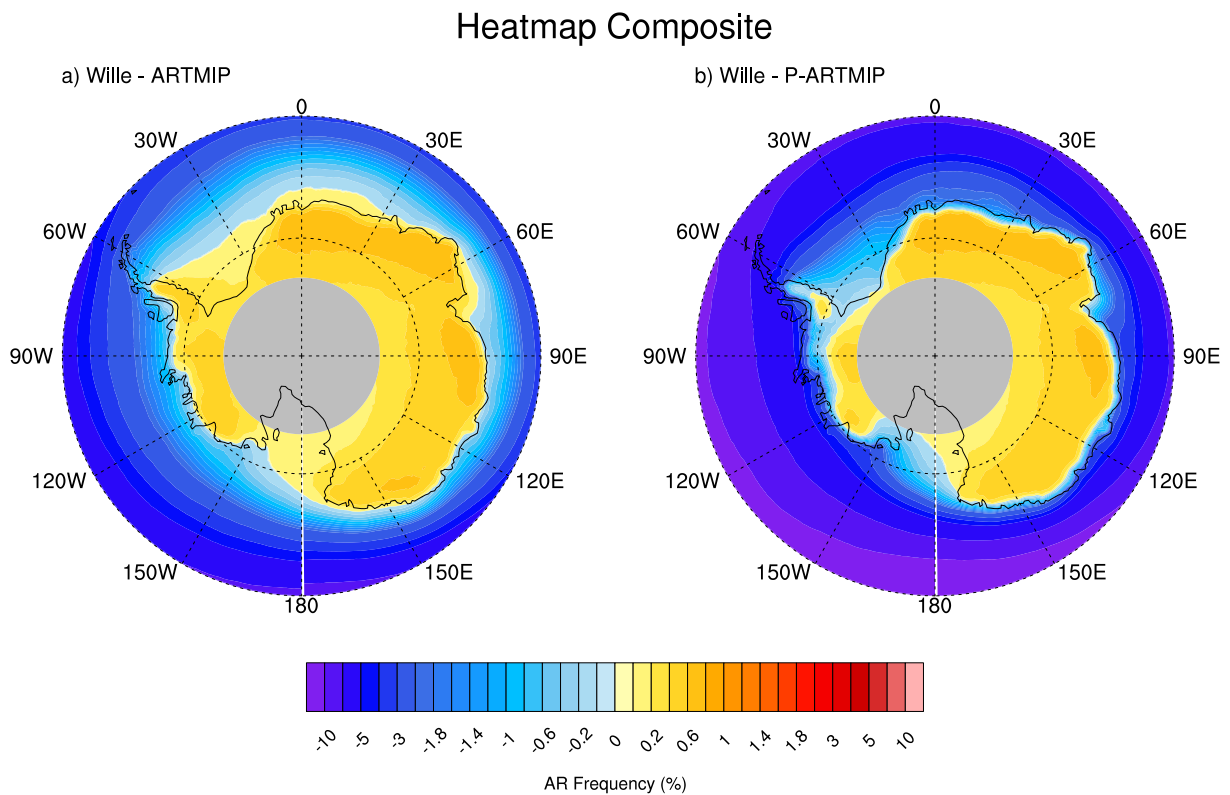 Heatmap Composite
a) Wille - ARTMIP
b) Wille - P-ARTMIP
0
30W
30E
60W
60E
90W
90E
120W
120E
150W
150E
180
0
30W
30E
60W
60E
90W
90E
120W
120E
150W
150E
180
-10 -5 -3 -1.8 -1.4 -1 -0.6 -0.2 0 0.2 0.6 1 1.4 1.8 3 5 10
AR Frequency (%)